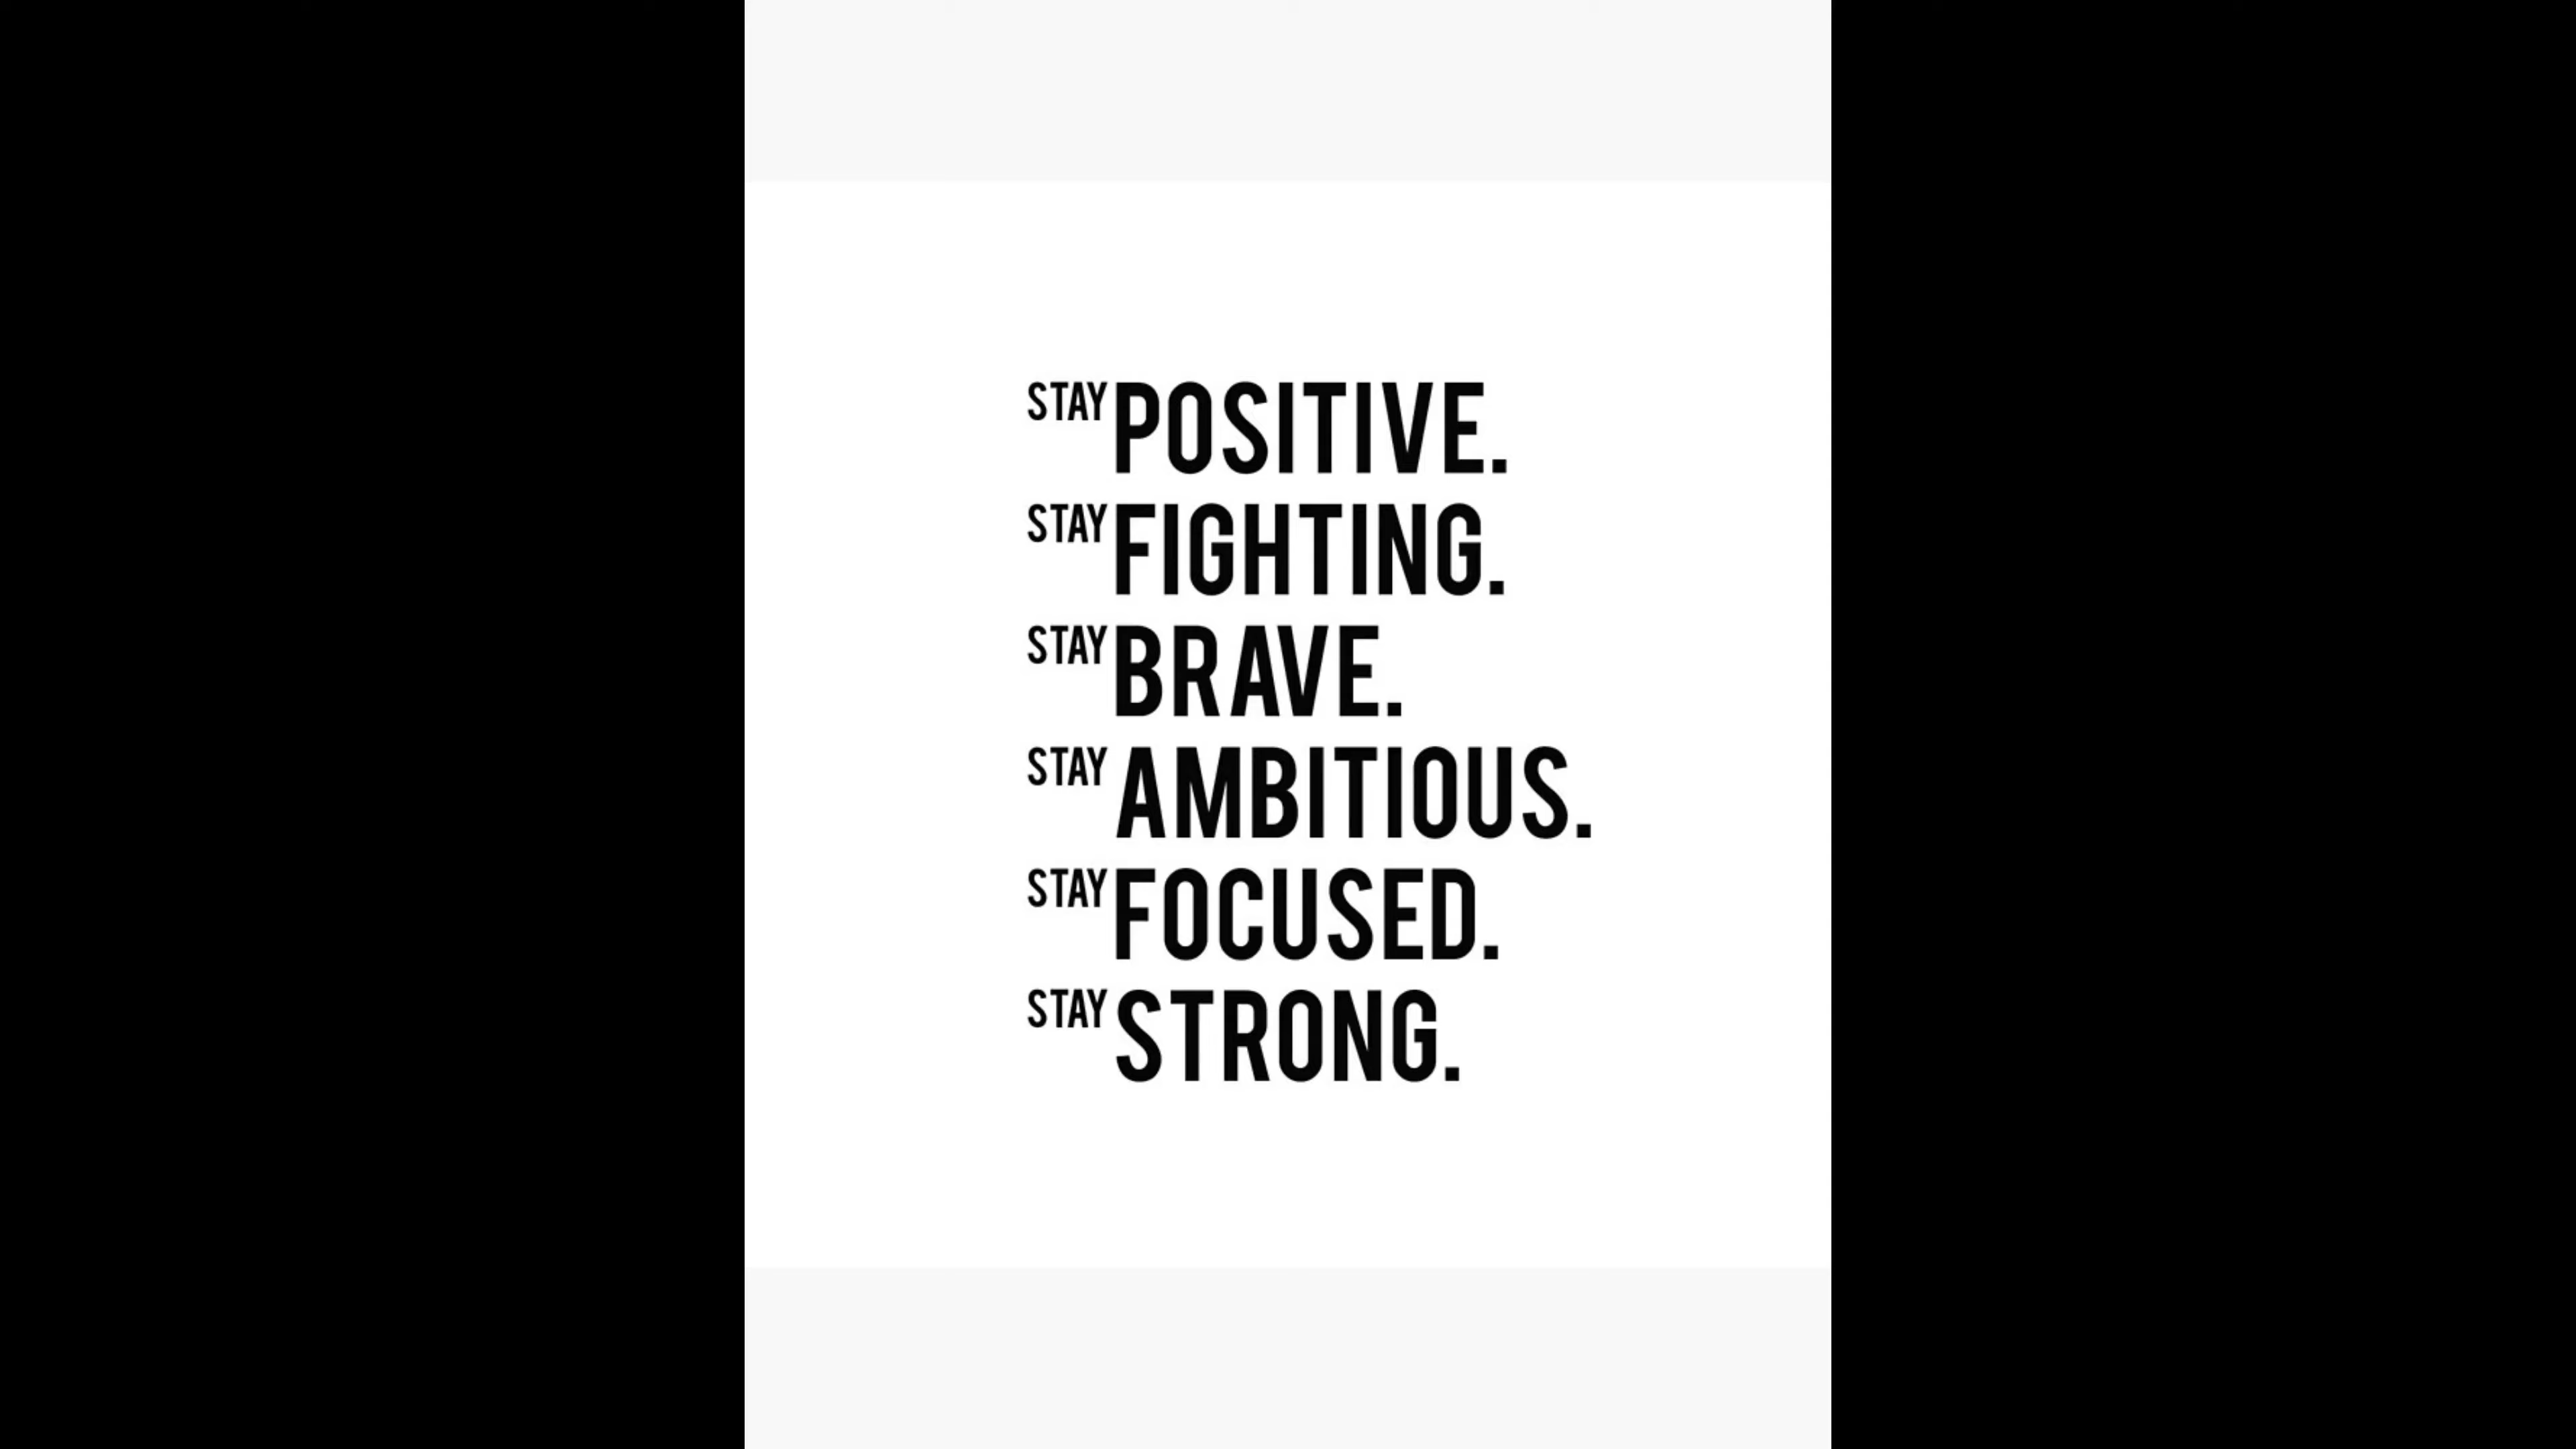 STAY POSITIVE.
STAY FIGHTING.
STAY BRAVE.
STAY AMBITIOUS.
STAY FOCUSED.
STAY STRONG.